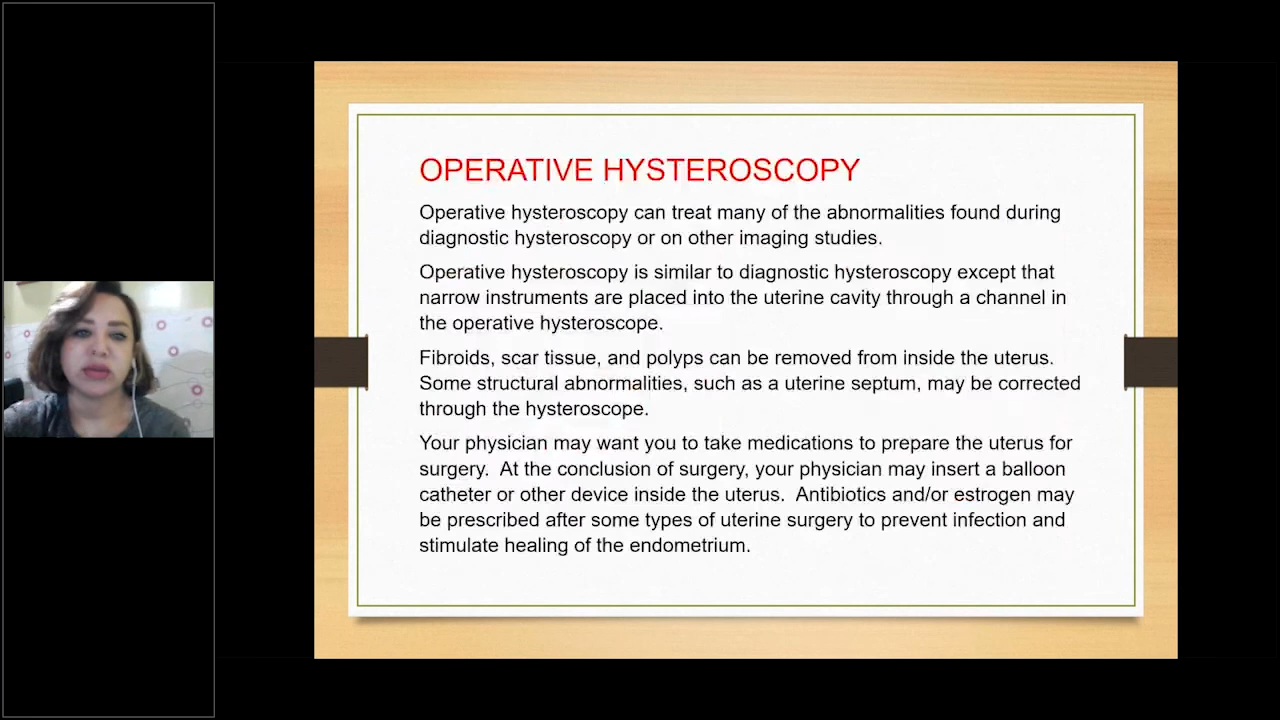 OPERATIVE HYSTEROSCOPY
Operative hysteroscopy can treat many of the abnormalities found during
diagnostic hysteroscopy or on other imaging studies.
Operative hysteroscopy is similar to diagnostic hysteroscopy except that
narrow instruments are placed into the uterine cavity through a channel in
the operative hysteroscope.
Fibroids, scar tissue, and polyps can be removed from inside the uterus.
Some structural abnormalities, such as a uterine septum, may be corrected
through the hysteroscope.
Your physician may want you to take medications to prepare the uterus for
surgery.  At the conclusion of surgery, your physician may insert a balloon
catheter or other device inside the uterus.  Antibiotics and/or estrogen may
be prescribed after some types of uterine surgery to prevent infection and
stimulate healing of the endometrium.